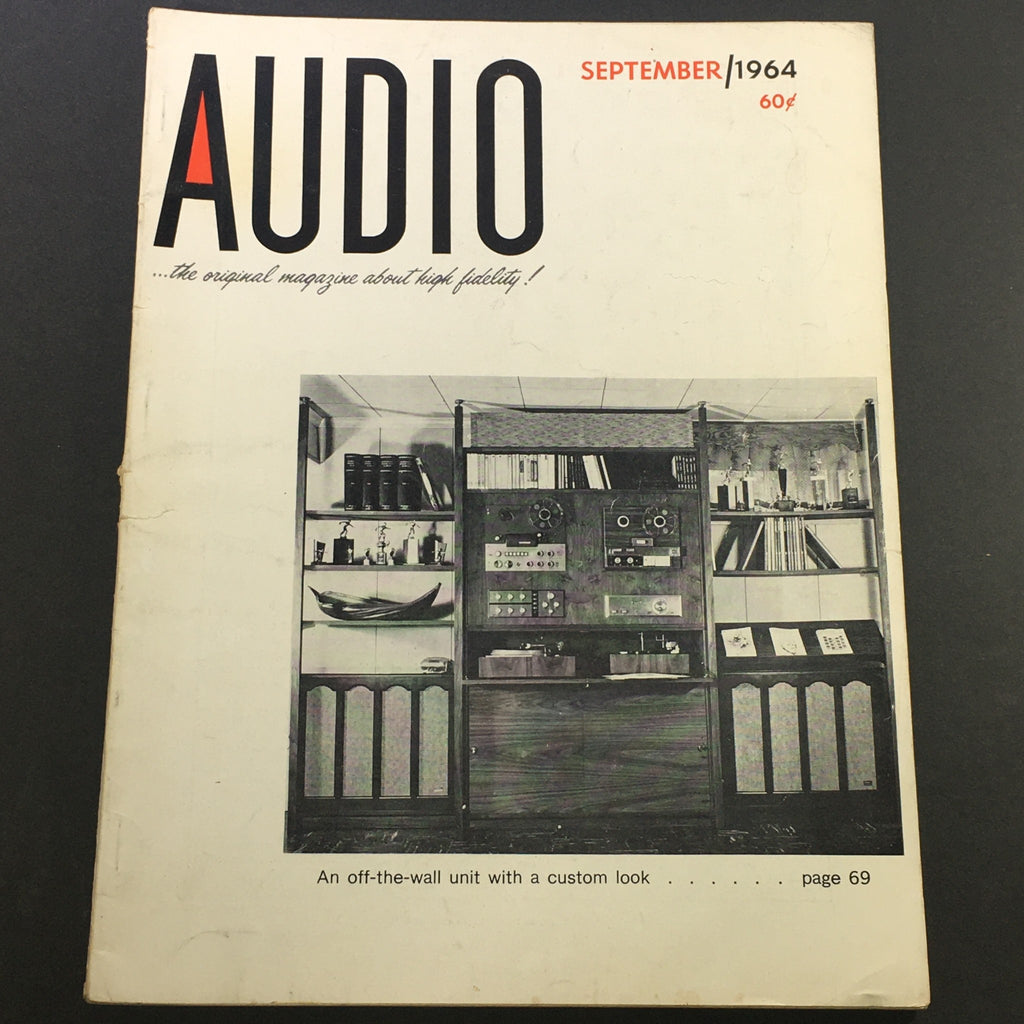 AUDIO
SEPTEMBER/1964
60¢
...the original magazine about high fidelity!
An off-the-wall unit with a custom look . . . . . . page 69